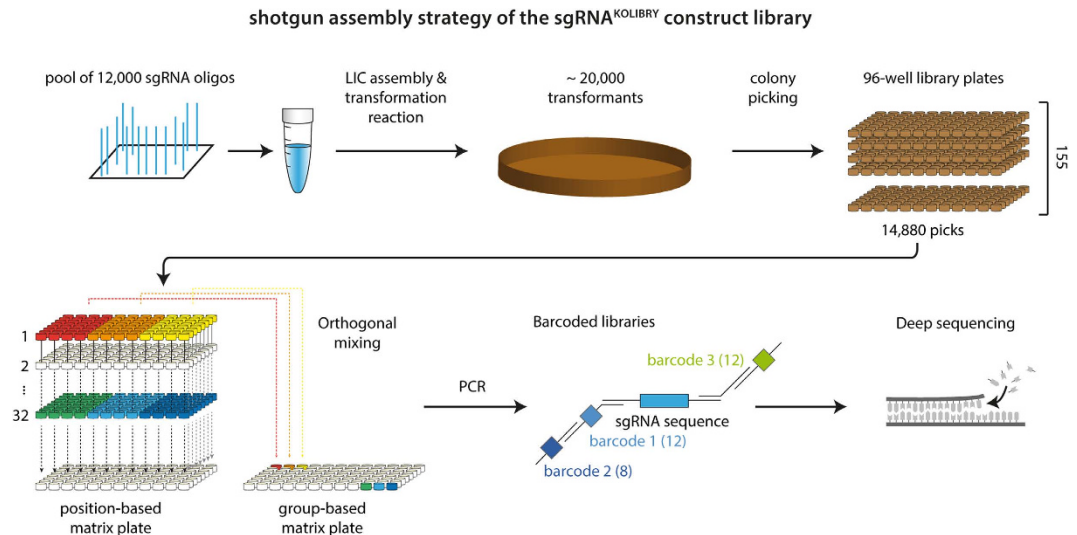 shotgun assembly strategy of the sgRNA^KOLIBRY construct library
pool of 12,000 sgRNA oligos
LIC assembly &
transformation
reaction
~ 20,000
transformants
colony
picking
96-well library plates
155
14,880 picks
1
2
⋮
32
position-based
matrix plate
group-based
matrix plate
Orthogonal
mixing
PCR
Barcoded libraries
barcode 3 (12)
sgRNA sequence
barcode 1 (12)
barcode 2 (8)
Deep sequencing